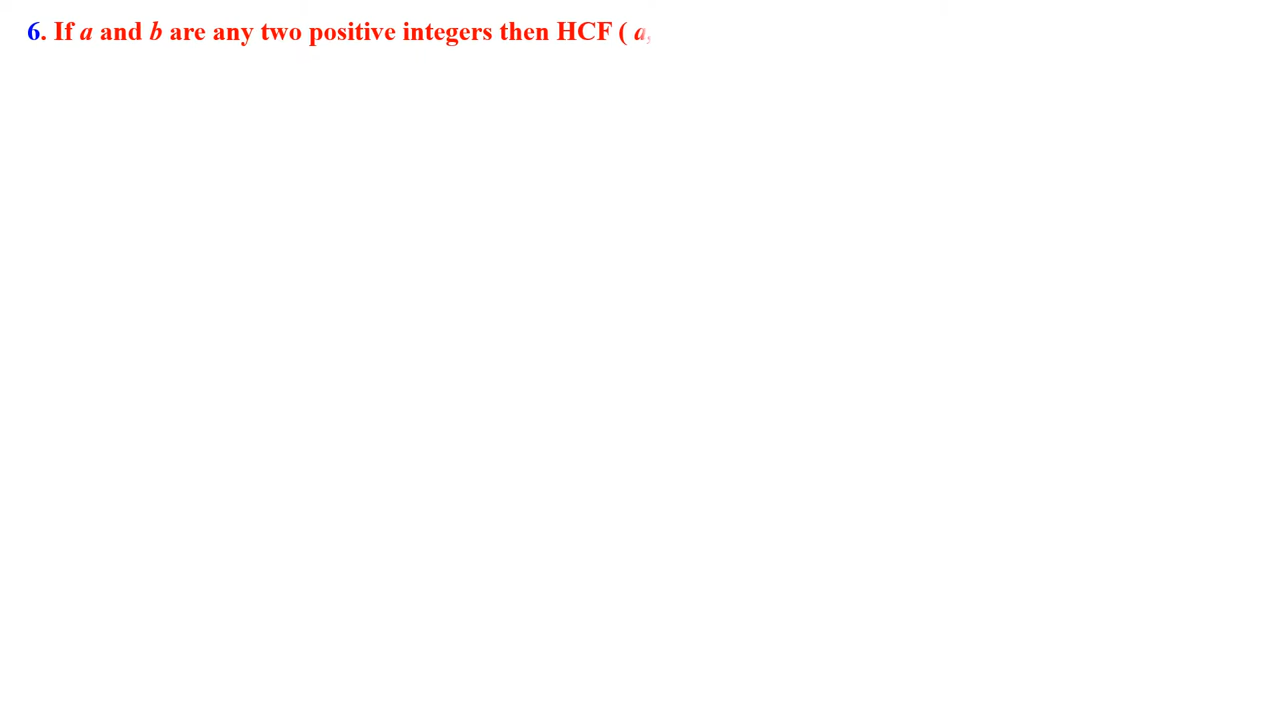 6. If a and b are any two positive integers then HCF ( a,